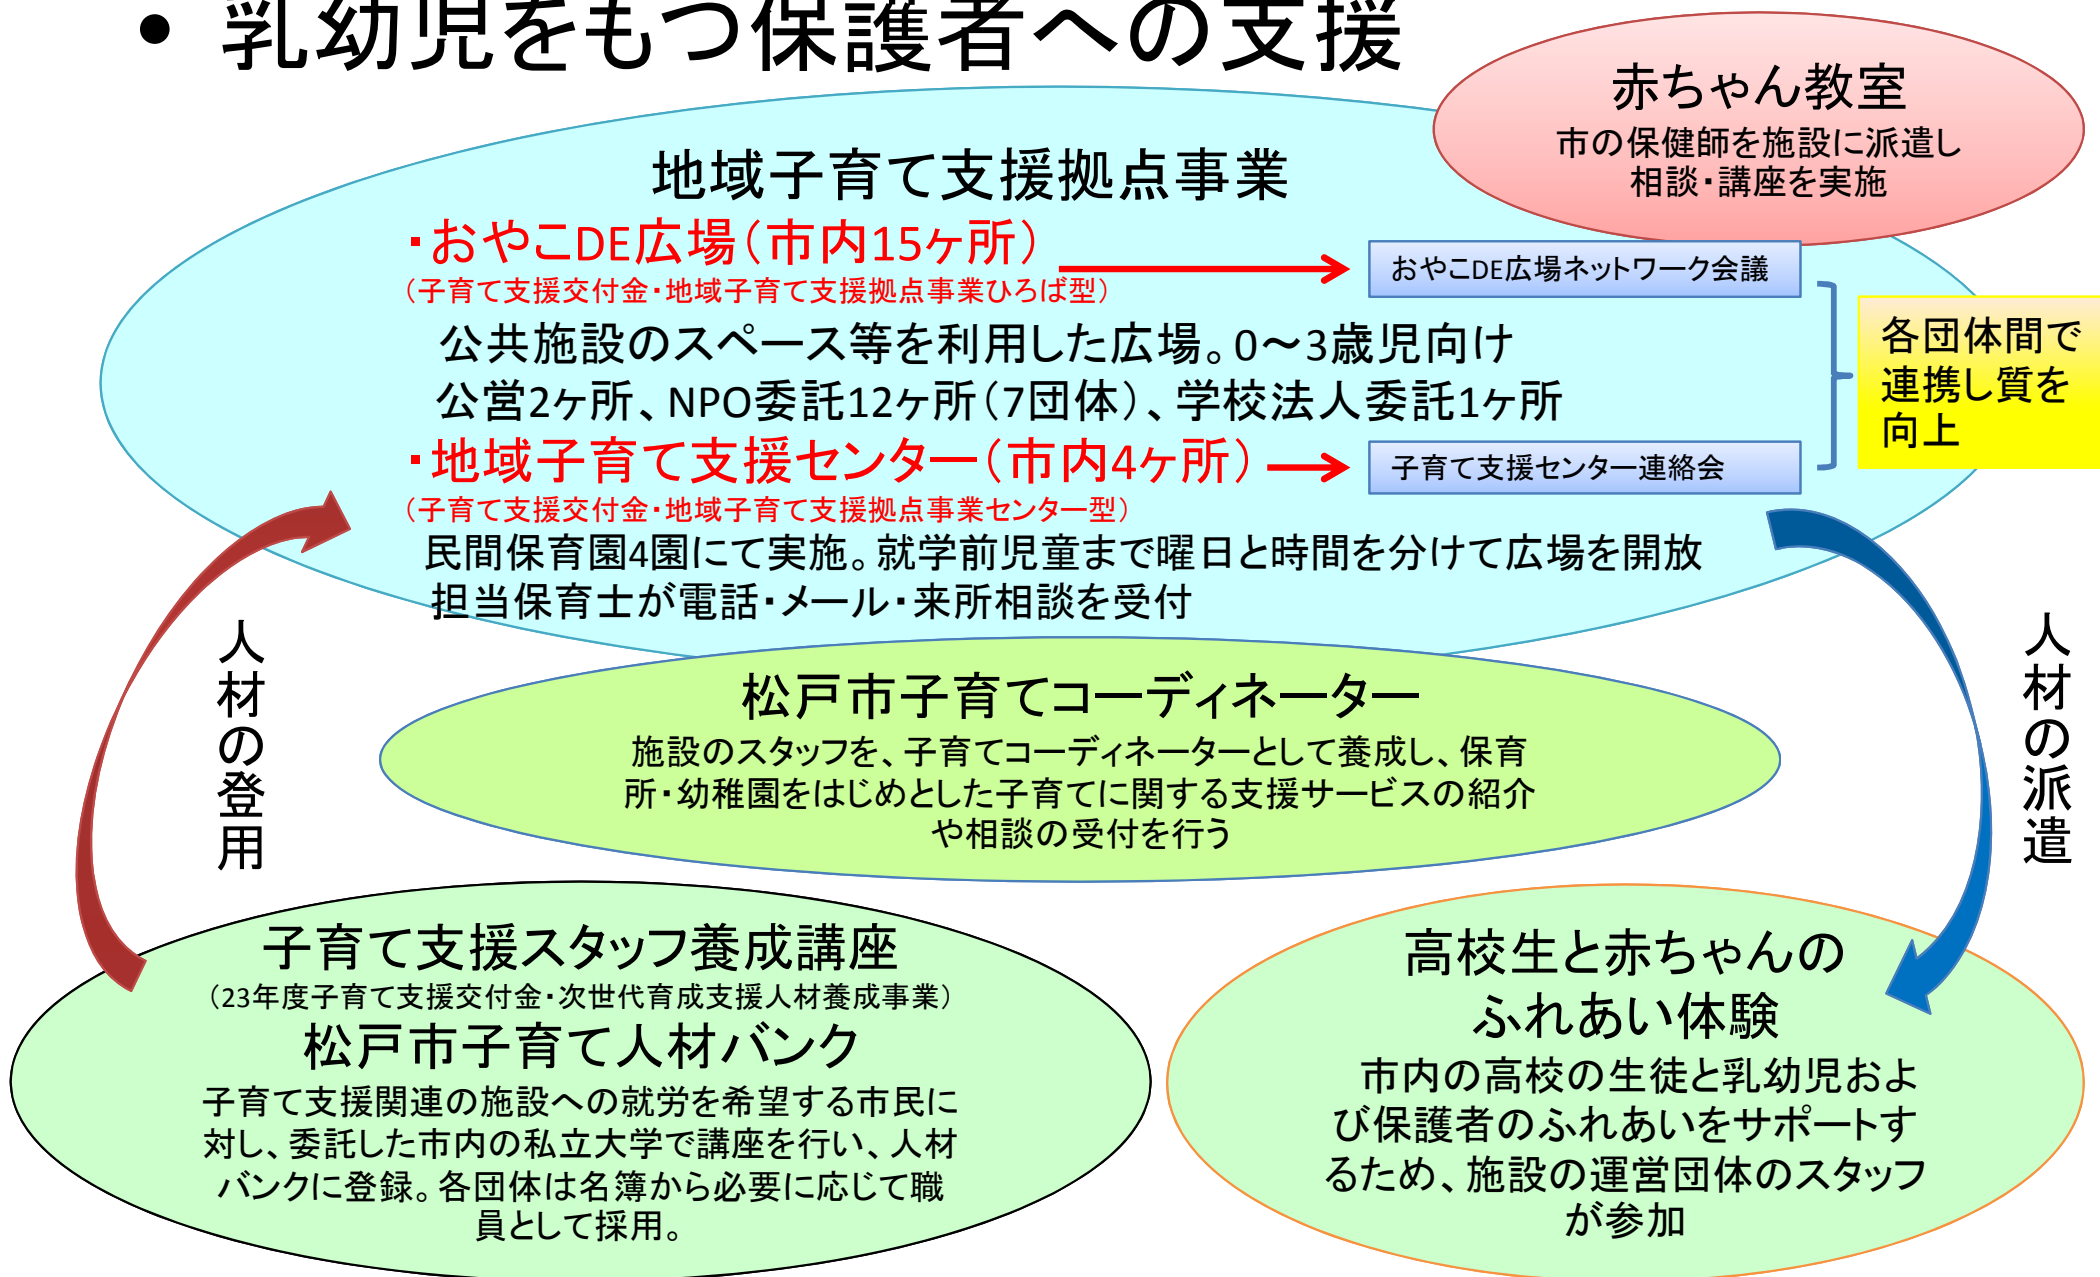 • 乳幼児をもつ保護者への支援
赤ちゃん教室
市の保健師を施設に派遣し
相談・講座を実施
地域子育て支援拠点事業
・おやこDE広場（市内15ヶ所）
（子育て支援交付金・地域子育て支援拠点事業ひろば型）
おやこDE広場ネットワーク会議
公共施設のスペース等を利用した広場。0～3歳児向け
公営2ヶ所、NPO委託12ヶ所（7団体）、学校法人委託1ヶ所
・地域子育て支援センター（市内4ヶ所）
（子育て支援交付金・地域子育て支援拠点事業センター型）
子育て支援センター連絡会
民間保育園4園にて実施。就学前児童まで曜日と時間を分けて広場を開放
担当保育士が電話・メール・来所相談を受付
各団体間で
連携し質を
向上
人材の登用
人材の派遣
松戸市子育てコーディネーター
施設のスタッフを、子育てコーディネーターとして養成し、保育
所・幼稚園をはじめとした子育てに関する支援サービスの紹介
や相談の受付を行う
子育て支援スタッフ養成講座
（23年度子育て支援交付金・次世代育成支援人材養成事業）
松戸市子育て人材バンク
子育て支援関連の施設への就労を希望する市民に
対し、委託した市内の私立大学で講座を行い、人材
バンクに登録。各団体は名簿から必要に応じて職
員として採用。
高校生と赤ちゃんの
ふれあい体験
市内の高校の生徒と乳幼児およ
び保護者のふれあいをサポートす
るため、施設の運営団体のスタッフ
が参加